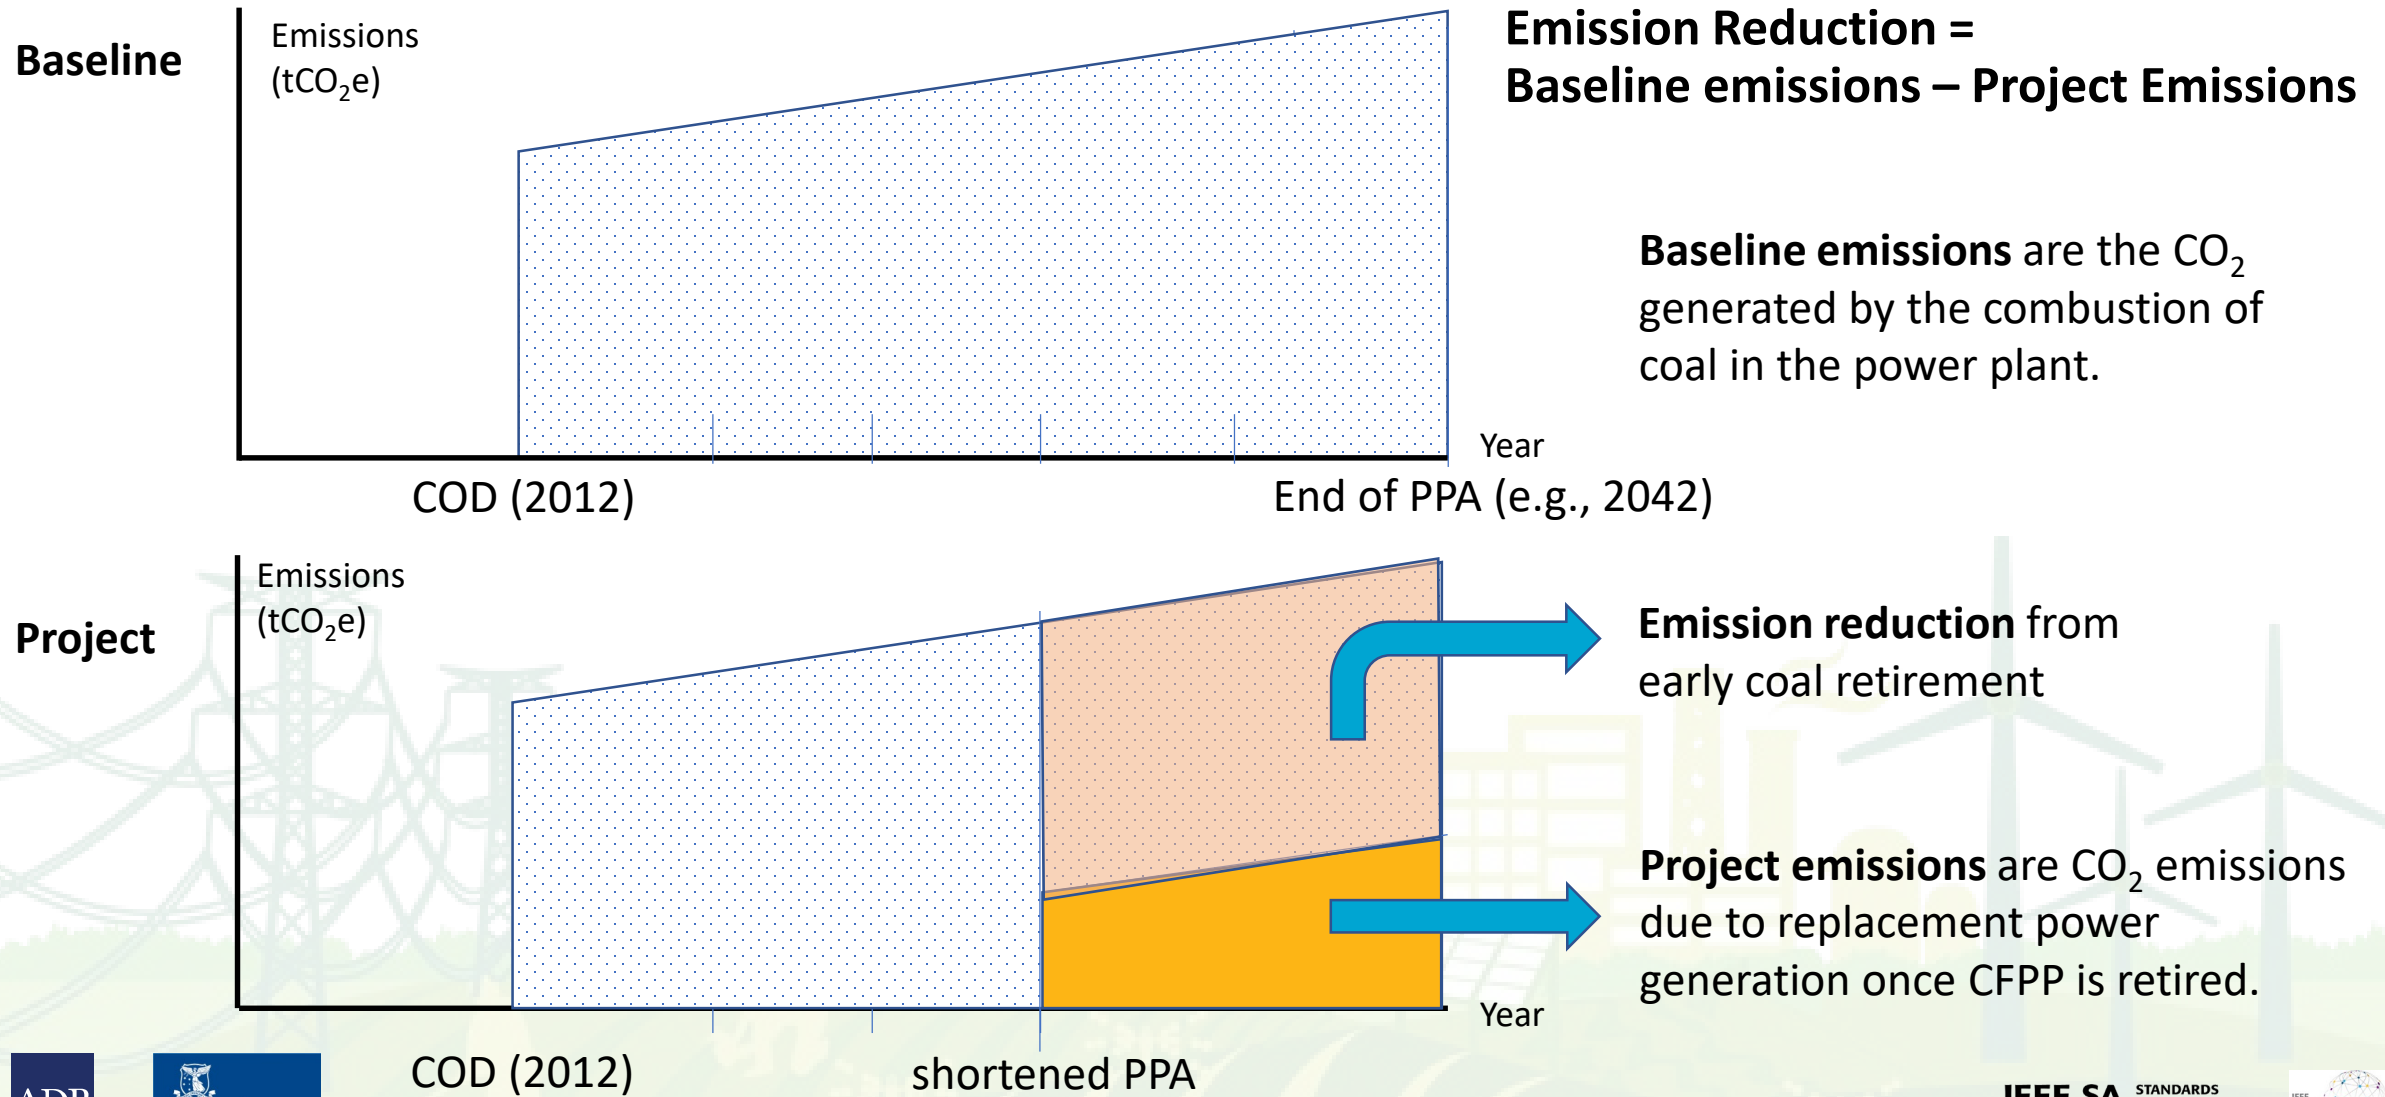 Baseline
Emissions
(tCO₂e)
Emission Reduction =
Baseline emissions – Project Emissions
Baseline emissions are the CO₂
generated by the combustion of
coal in the power plant.
Year
COD (2012)
End of PPA (e.g., 2042)
Project
Emissions
(tCO₂e)
Emission reduction from
early coal retirement
Project emissions are CO₂ emissions
due to replacement power
generation once CFPP is retired.
Year
COD (2012)
shortened PPA
ADB
IEEE SA STANDARDS
IEEE